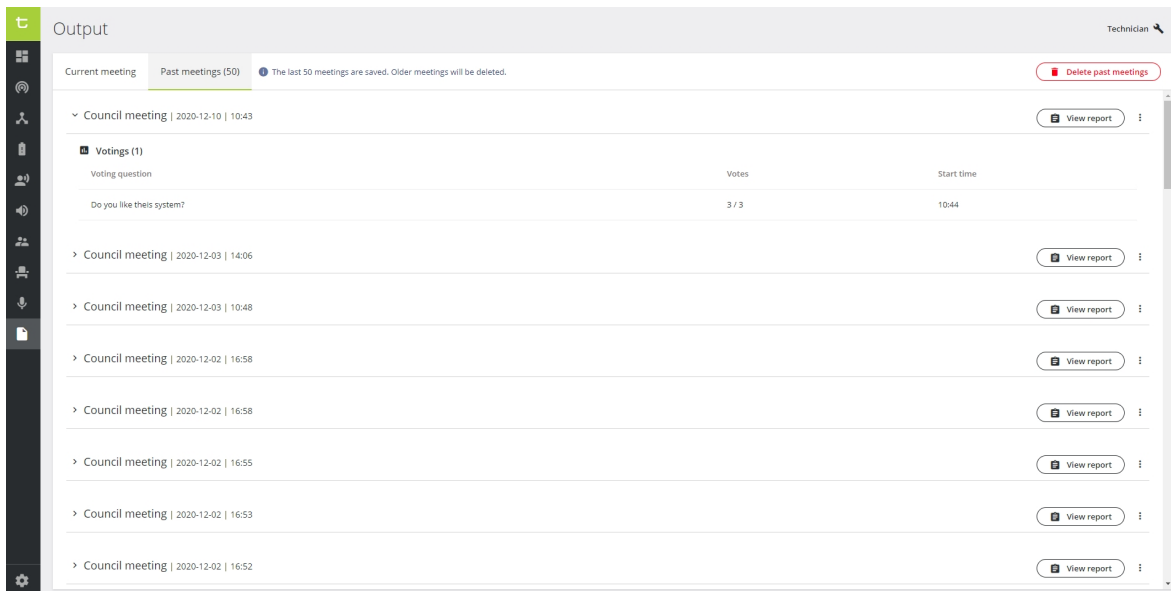 Output
Technician
Current meeting Past meetings (50) The last 50 meetings are saved. Older meetings will be deleted. Delete past meetings
Council meeting | 2020-12-10 | 10:43 View report
Votings (1)
Voting question Votes Start time
Do you like theis system? 3 / 3 10:44
Council meeting | 2020-12-03 | 14:06 View report
Council meeting | 2020-12-03 | 10:48 View report
Council meeting | 2020-12-02 | 16:58 View report
Council meeting | 2020-12-02 | 16:58 View report
Council meeting | 2020-12-02 | 16:55 View report
Council meeting | 2020-12-02 | 16:53 View report
Council meeting | 2020-12-02 | 16:52 View report